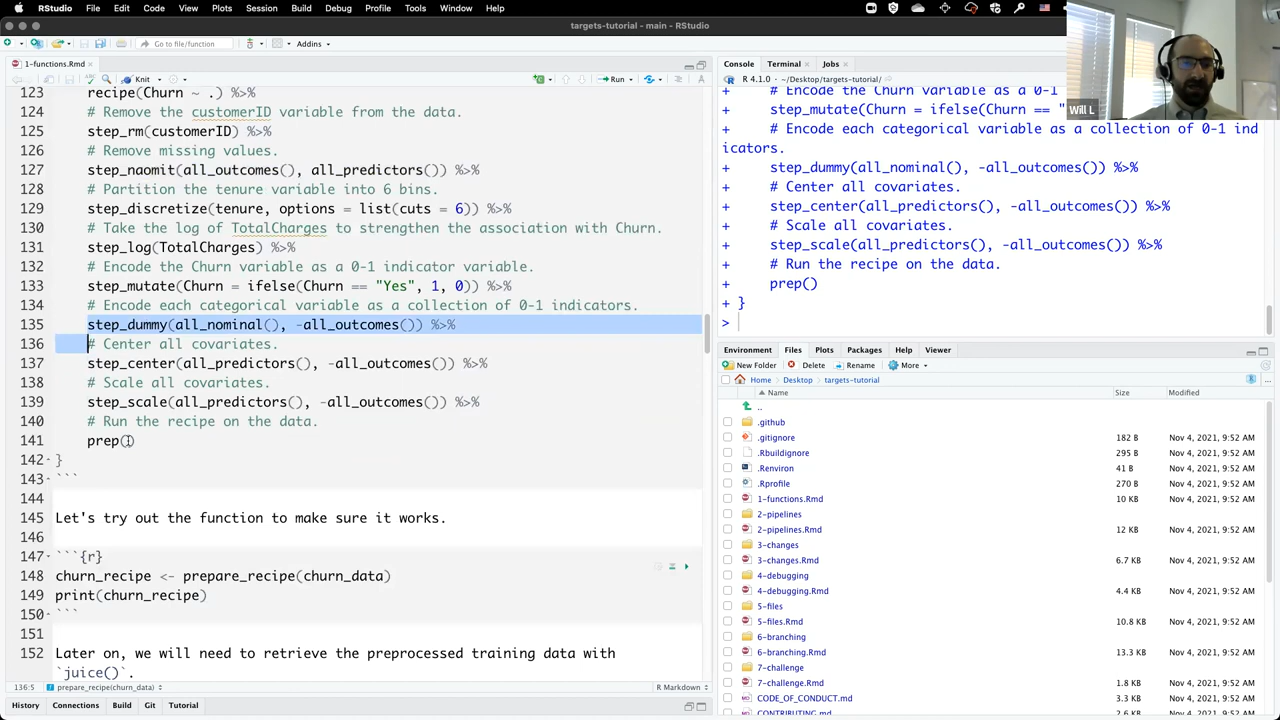 RStudio File Edit Code View Plots Session Build Debug Profile Tools Window Help
targets-tutorial - main - RStudio
Go to file/function
Addins
1-functions.Rmd
Knit
Run
123 recipe(Churn ~ .) %>%
124 # Remove the customerID variable from the data.
125 step_rm(customerID) %>%
126 # Remove missing values.
127 step_naomit(all_outcomes(), all_predictors()) %>%
128 # Partition the tenure variable into 6 bins.
129 step_discretize(tenure, options = list(cuts = 6)) %>%
130 # Take the log of TotalCharges to strengthen the association with Churn.
131 step_log(TotalCharges) %>%
132 # Encode the Churn variable as a 0-1 indicator variable.
133 step_mutate(Churn = ifelse(Churn == "Yes", 1, 0)) %>%
134 # Encode each categorical variable as a collection of 0-1 indicators.
135 step_dummy(all_nominal(), -all_outcomes()) %>%
136 # Center all covariates.
137 step_center(all_predictors(), -all_outcomes()) %>%
138 # Scale all covariates.
139 step_scale(all_predictors(), -all_outcomes()) %>%
140 # Run the recipe on the data.
141 prep()
142 }
143 ```
144
145 Let's try out the function to make sure it works.
146
147 ```{r}
148 churn_recipe <- prepare_recipe(churn_data)
149 print(churn_recipe)
150 ```
151
152 Later on, we will need to retrieve the preprocessed training data with
`juice()`.
136:1 prepare_recipe(churn_data) R Markdown
History Connections Build Git Tutorial
Console Terminal Jobs
R 4.1.0 · ~/Desktop/targets-tutorial/
+ # Encode the Churn variable as a 0-1
+ step_mutate(Churn = ifelse(Churn == "
+ # Encode each categorical variable as a collection of 0-1 ind
icators.
+ step_dummy(all_nominal(), -all_outcomes()) %>%
+ # Center all covariates.
+ step_center(all_predictors(), -all_outcomes()) %>%
+ # Scale all covariates.
+ step_scale(all_predictors(), -all_outcomes()) %>%
+ # Run the recipe on the data.
+ prep()
+ }
>
Will L
Environment Files Plots Packages Help Viewer
New Folder Delete Rename More
Home Desktop targets-tutorial
Name Size Modified
..
.github
.gitignore 182 B Nov 4, 2021, 9:52 AM
.Rbuildignore 295 B Nov 4, 2021, 9:52 AM
.Renviron 41 B Nov 4, 2021, 9:52 AM
.Rprofile 270 B Nov 4, 2021, 9:52 AM
1-functions.Rmd 10 KB Nov 4, 2021, 9:52 AM
2-pipelines
2-pipelines.Rmd 12 KB Nov 4, 2021, 9:52 AM
3-changes
3-changes.Rmd 6.7 KB Nov 4, 2021, 9:52 AM
4-debugging
4-debugging.Rmd 4.4 KB Nov 4, 2021, 9:52 AM
5-files
5-files.Rmd 10.8 KB Nov 4, 2021, 9:52 AM
6-branching
6-branching.Rmd 13.3 KB Nov 4, 2021, 9:52 AM
7-challenge
7-challenge.Rmd 1.8 KB Nov 4, 2021, 9:52 AM
CODE_OF_CONDUCT.md 3.3 KB Nov 4, 2021, 9:52 AM
CONTRIBUTING.md 2.6 KB Nov 4, 2021, 9:52 AM